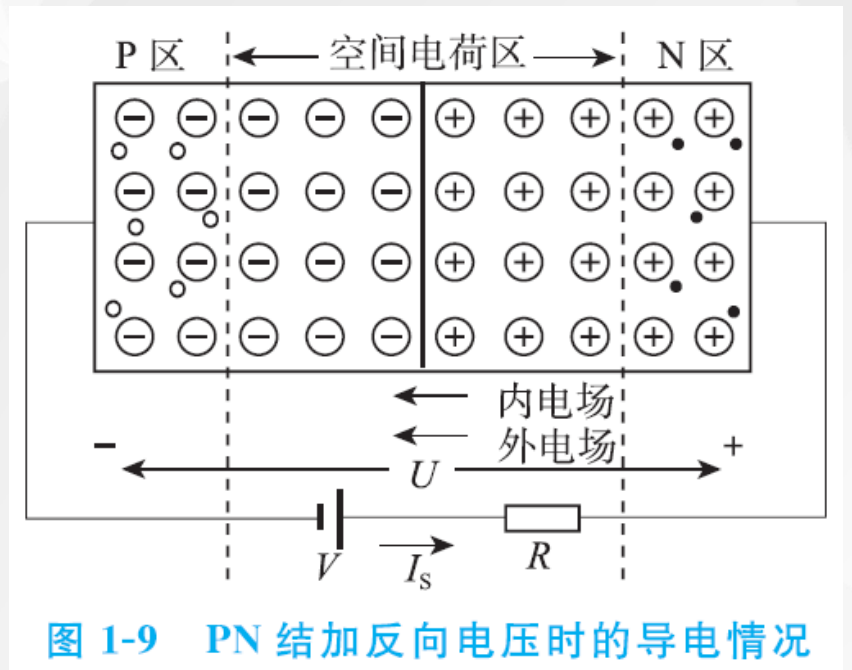 P 区 空间电荷区 N 区
内电场
外电场
− U +
V I_S R
图 1-9 PN 结加反向电压时的导电情况